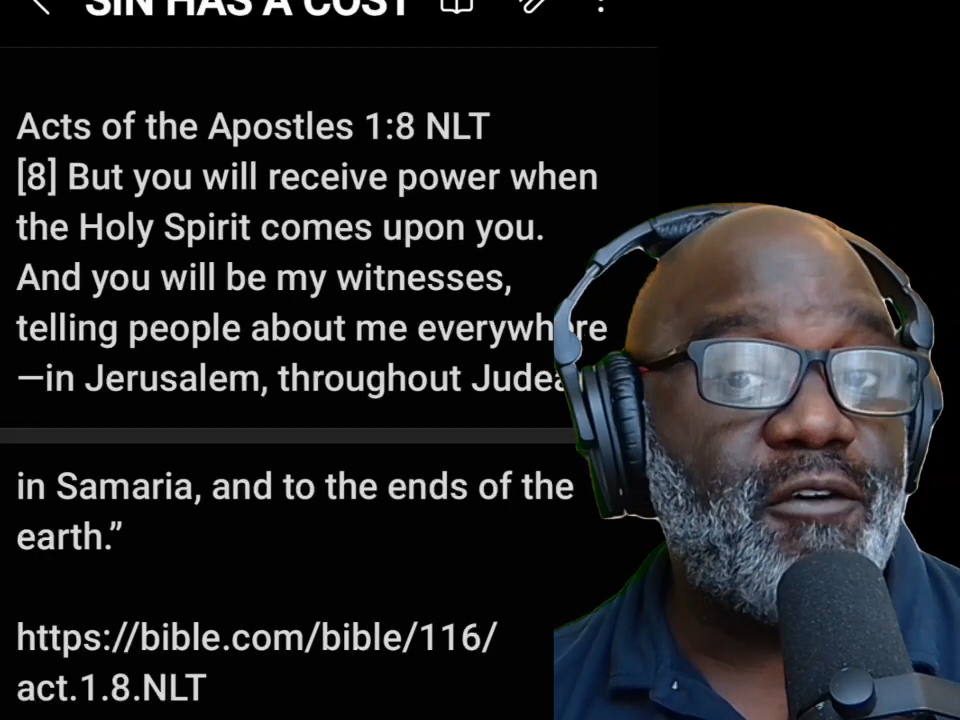 SIN HAS A COST
Acts of the Apostles 1:8 NLT
[8] But you will receive power when
the Holy Spirit comes upon you.
And you will be my witnesses,
telling people about me everywhere
—in Jerusalem, throughout Judea
in Samaria, and to the ends of the
earth.”
https://bible.com/bible/116/
act.1.8.NLT